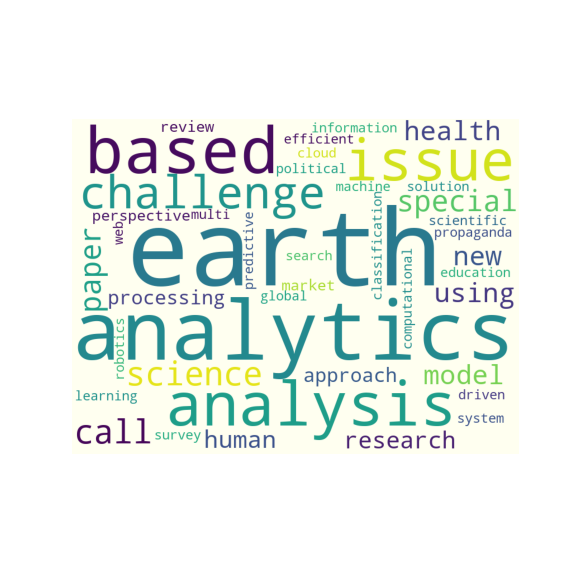 review
efficient
information
health
based
cloud
issue
political
challenge
machine
solution
special
perspective
multi
scientific
web
predictive
classification
propaganda
earth
paper
search
new
education
market
using
processing
global
computational
analytics
robotics
science
approach
model
learning
analysis
driven
system
call
survey
human
research